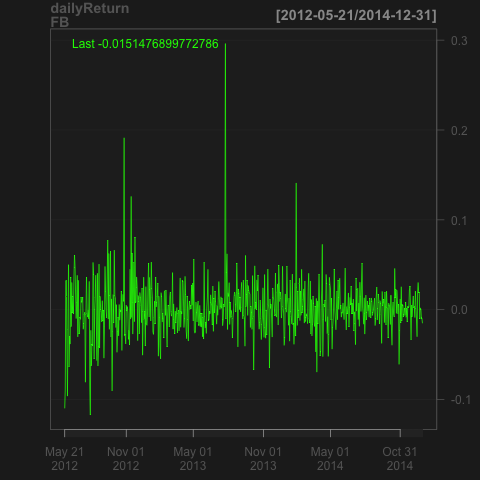 dailyReturn
FB
[2012-05-21/2014-12-31]
Last -0.0151476899772786
0.3
0.2
0.1
0.0
-0.1
May 21 Nov 01 May 01 Nov 01 May 01 Oct 31
2012 2012 2013 2013 2014 2014